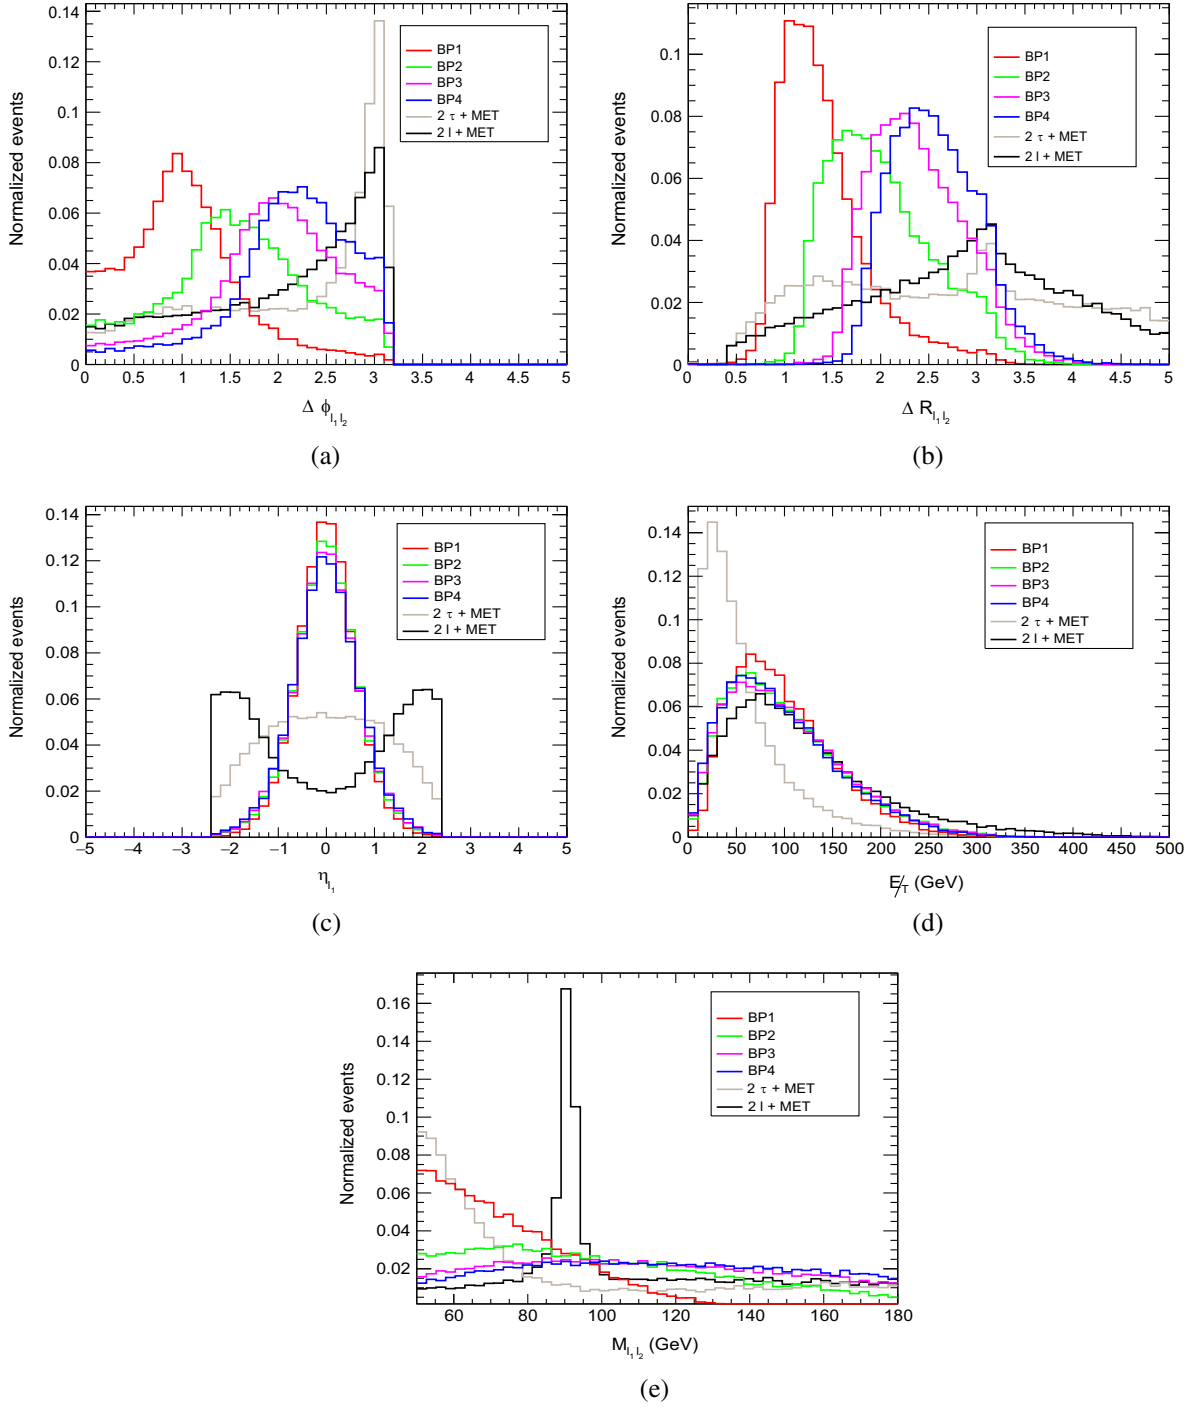 Normalized events
0.14
0.12
0.1
0.08
0.06
0.04
0.02
0
0 0.5 1 1.5 2 2.5 3 3.5 4 4.5 5
BP1
BP2
BP3
BP4
2 τ + MET
2 l + MET
Δ ϕ l1 l2
(a)
Normalized events
0.1
0.08
0.06
0.04
0.02
0
0 0.5 1 1.5 2 2.5 3 3.5 4 4.5 5
BP1
BP2
BP3
BP4
2 τ + MET
2 l + MET
Δ R l1 l2
(b)
Normalized events
0.14
0.12
0.1
0.08
0.06
0.04
0.02
0
−5 −4 −3 −2 −1 0 1 2 3 4 5
BP1
BP2
BP3
BP4
2 τ + MET
2 l + MET
η l1
(c)
Normalized events
0.14
0.12
0.1
0.08
0.06
0.04
0.02
0
0 50 100 150 200 250 300 350 400 450 500
BP1
BP2
BP3
BP4
2 τ + MET
2 l + MET
E̸T (GeV)
(d)
Normalized events
0.16
0.14
0.12
0.1
0.08
0.06
0.04
0.02
60 80 100 120 140 160 180
BP1
BP2
BP3
BP4
2 τ + MET
2 l + MET
M l1 l2 (GeV)
(e)